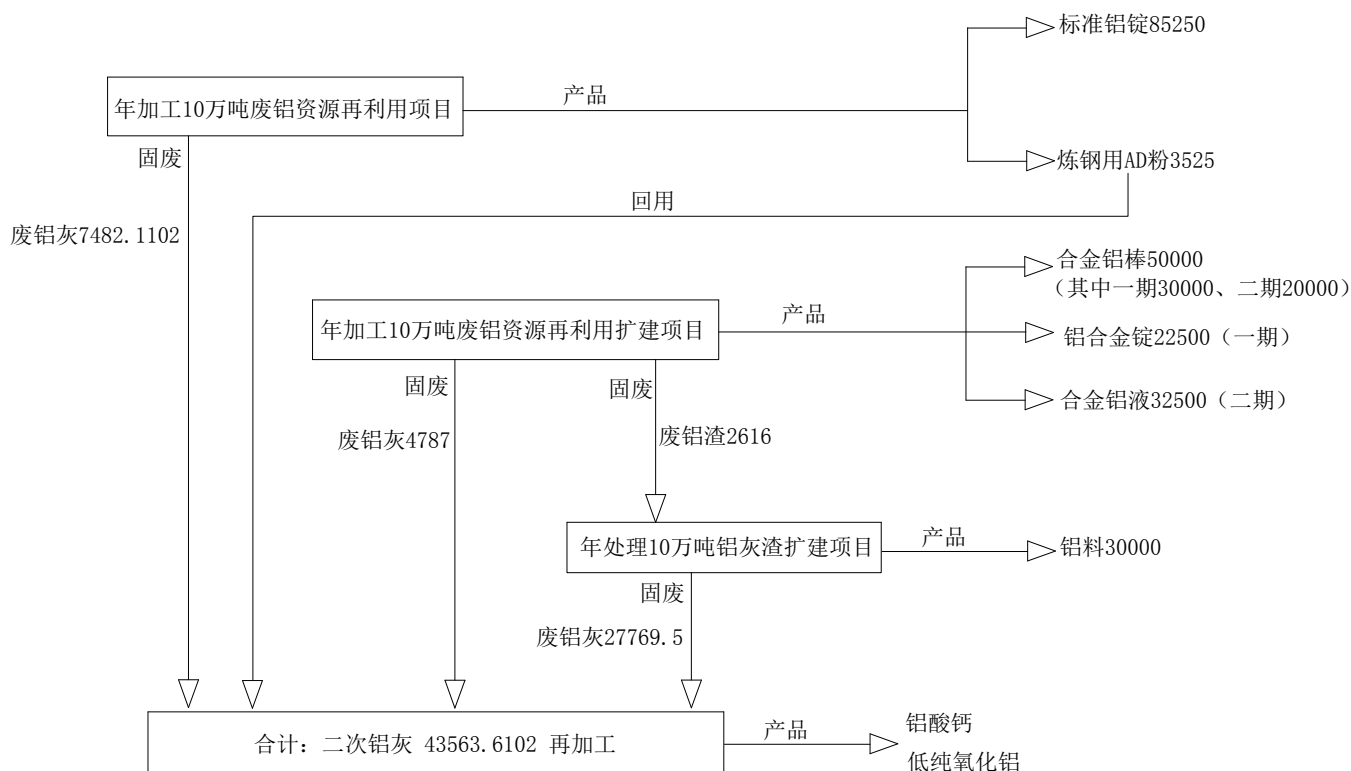 标准铝锭85250
产品
年加工10万吨废铝资源再利用项目
固废
炼钢用AD粉3525
回用
废铝灰7482.1102
合金铝棒50000
（其中一期30000、二期20000）
产品
年加工10万吨废铝资源再利用扩建项目
铝合金锭22500（一期）
固废
固废
合金铝液32500（二期）
废铝灰4787
废铝渣2616
产品
年处理10万吨铝灰渣扩建项目
铝料30000
固废
废铝灰27769.5
合计：二次铝灰 43563.6102 再加工
产品
铝酸钙
低纯氧化铝